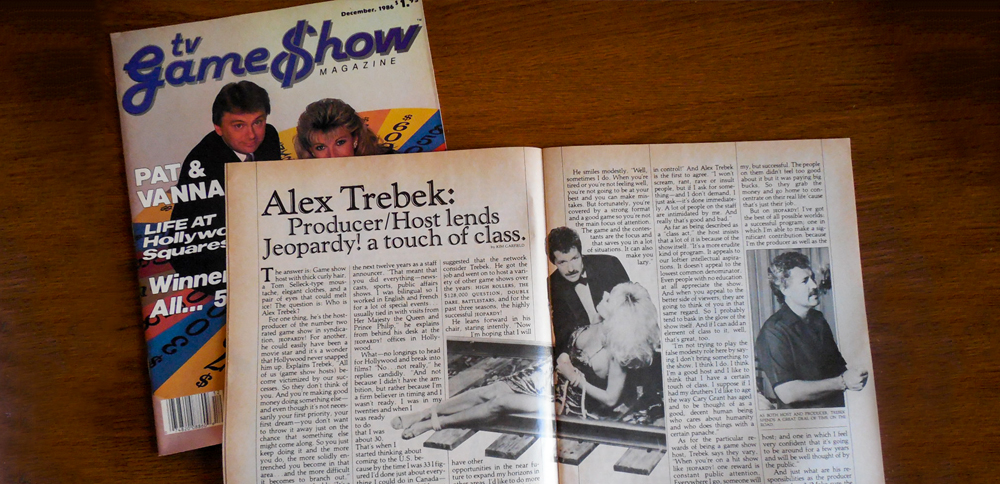 December, 1986 $1.95
tv
Game$how
MAGAZINE
PAT &
VANNA
LIFE AT
Hollywo
Squares
Winne
All... 5
Alex Trebek:
Producer/Host lends
Jeopardy! a touch of class.
The answer is: Game show
host with thick curly hair,
a Tom Selleck-type mous-
tache, elegant clothes, and a
pair of eyes that could melt
ice! The question is Who is
Alex Trebek?
For one thing, he's the host-
producer of the number two
rated game show in syndica-
tion, JEOPARDY! For another,
he could easily have been a
movie star and it's a wonder
that Hollywood never snapped
him up. Explains Trebek, "All
of us (game show hosts) be-
come victimized by our suc-
cesses. So they don't think of
you. And you're making good
money doing something else—
and even though it's not neces-
sarily your first priority, your
first dream—you don't want
to throw it away just on the
chance that something else
might come along. So you just
keep doing it and the more
you do, the more solidly en-
trenched you become in that
area . . . and the more difficult
it becomes to branch out."
the next twelve years as a staff
announcer. "That meant that
you did everything—news-
casts, sports, public affairs
shows. I was bilingual so I
worked in English and French
for a lot of special events . . .
usually tied in with visits from
Her Majesty the Queen and
Prince Philip," he explains
from behind his desk at the
JEOPARDY! offices in Holly-
wood.
What—no longings to head
for Hollywood and break into
films? "No . . . not really," he
replies candidly. "And not
because I didn't have the am-
bition, but rather because I'm
a firm believer in timing and I
wasn't ready. I was in my
twenties and when I
was ready
to do
that I was
about 30.
That's when I
started thinking about
coming to the U.S. be-
cause by the time I was 33 I fig-
ured I'd done just about every-
thing I could do in Canada—
suggested that the network
consider Trebek. He got the
job and went on to host a vari-
ety of other game shows over
the years: HIGH ROLLERS, THE
$128,000 QUESTION, DOUBLE
DARE, BATTLESTARS, and for the
past three seasons, the highly
successful JEOPARDY!
He leans forward in his
chair, staring intently. "Now
I'm hoping that I will
have other
opportunities in the near fu-
ture to expand my horizons in
other areas. I'd like to do more
He smiles modestly. "Well,
sometimes I do. When you're
tired or you're not feeling well,
you're not going to be at your
best and you can make mis-
takes. But fortunately, you're
covered by a strong format
and a good game so you're not
the main focus of attention.
The game and the contes-
tants are the focus and
that saves you in a lot
of situations. It can also
make you
lazy."
in control!" And Alex Trebek
is the first to agree. "I won't
scream, rant, rave or insult
people, but if I ask for some-
thing—and I don't demand, I
just ask—it's done immediate-
ly. A lot of people on the staff
are intimidated by me. And
really that's good and bad."
As far as being described as
a "class act," the host insists
that a lot of it is because of the
show itself. "It's a more erudite
kind of program. It appeals to
our loftier intellectual aspira-
tions. It doesn't appeal to the
lowest common denominator.
Even people with no education
at all appreciate the show.
And when you appeal to the
better side of viewers, they are
going to think of you in that
same regard. So I probably
tend to bask in the glow of the
show itself. And if I can add an
element of class to it, well,
that's great, too.
"I'm not trying to play the
false modesty role here by say-
ing I don't bring something to
the show. I think I do. I think
I'm a good host and I like to
think that I have a certain
touch of class. I suppose if I
had my druthers I'd like to age
the way Cary Grant has aged
and to be thought of as a
good, decent human being
who cares about humanity
and who does things with a
certain panache."
As for the particular re-
wards of being a game show
host, Trebek says they vary.
"When you're on a show like
JEOPARDY! one reward is
constant public attention.
Everywhere I go, someone will
my, but successful. The people
on them didn't feel too good
about it but it was paying big
bucks. So they grab the
money and go home to con-
centrate on their real life 'cause
that's just their job.
But on JEOPARDY! I've got
the best of all possible worlds:
a successful program; one in
which I'm able to make a sig-
nificant contribution because
I'm the producer as well as the
AS BOTH HOST AND PRODUCER, TREBEK
host; and one in which I feel
very confident that it's going
to be around for a few years
and will be well thought of by
the public.
And just what are his re-
sponsibilities as the producer